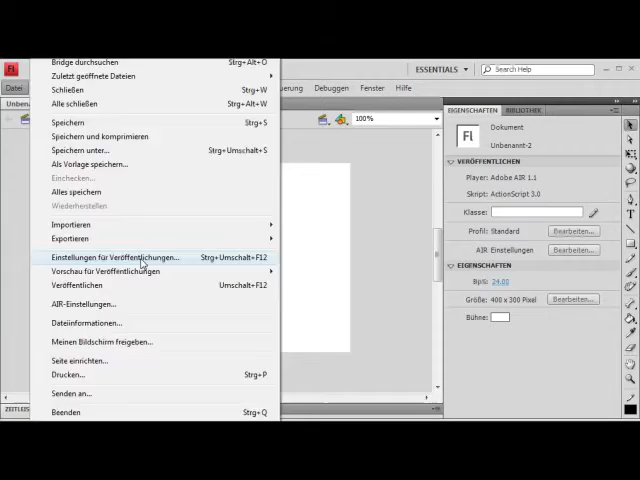 Fl
ESSENTIALS
Search Help
Datei
Debuggen Fenster Hilfe
Bridge durchsuchen Strg+Alt+O
Zuletzt geöffnete Dateien
Schließen Strg+W
Alle schließen Strg+Alt+W
Speichern Strg+S
Speichern und komprimieren
Speichern unter... Strg+Umschalt+S
Als Vorlage speichern...
Einchecken...
Alles speichern
Wiederherstellen
Importieren
Exportieren
Einstellungen für Veröffentlichungen... Strg+Umschalt+F12
Vorschau für Veröffentlichungen
Veröffentlichen Umschalt+F12
AIR-Einstellungen...
Dateiinformationen...
Meinen Bildschirm freigeben...
Seite einrichten...
Drucken... Strg+P
Senden an...
Beenden Strg+Q
100%
EIGENSCHAFTEN BIBLIOTHEK
Fl
Dokument
Unbenannt-2
VERÖFFENTLICHEN
Player: Adobe AIR 1.1
Skript: ActionScript 3.0
Klasse:
Profil: Standard Bearbeiten...
AIR Einstellungen Bearbeiten...
EIGENSCHAFTEN
BpS: 24.00
Größe: 400 x 300 Pixel Bearbeiten...
Bühne: